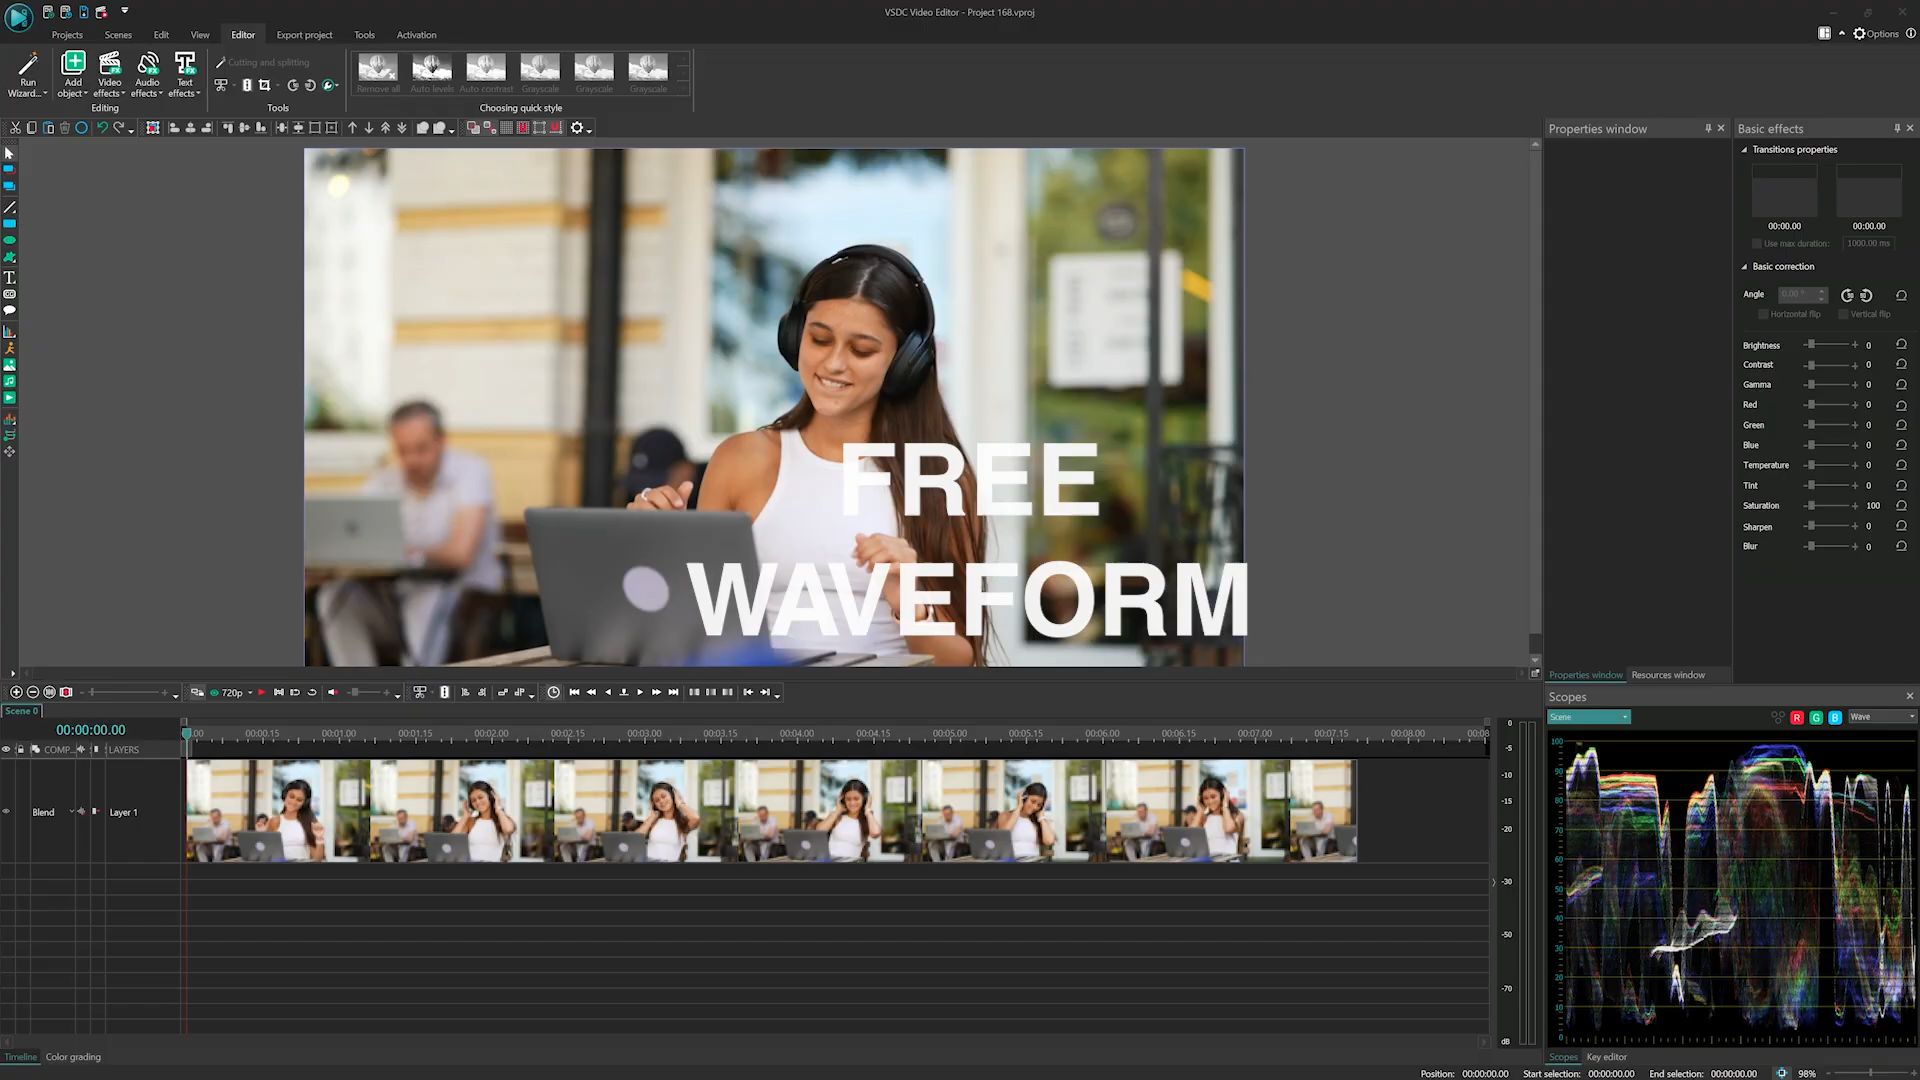 VSDC Video Editor - Project 168.vproj
Projects
Scenes
Edit
View
Editor
Export project
Tools
Activation
Options
Run
Wizard...
Add
object
Video
effects
Audio
effects
Text
effects
Editing
Cutting and splitting
Tools
Remove all
Auto levels
Auto contrast
Grayscale
Grayscale
Grayscale
Choosing quick style
FREE
WAVEFORM
Properties window
Properties window
Resources window
Basic effects
Transitions properties
00:00.00
00:00.00
Use max duration:
1000.00 ms
Basic correction
Angle
0.00 °
Horizontal flip
Vertical flip
Brightness 0
Contrast 0
Gamma 0
Red 0
Green 0
Blue 0
Temperature 0
Tint 0
Saturation 100
Sharpen 0
Blur 0
720p
Scene 0
00:00:00.00
.00
00:00.15
00:01.00
00:01.15
00:02.00
00:02.15
00:03.00
00:03.15
00:04.00
00:04.15
00:05.00
00:05.15
00:06.00
00:06.15
00:07.00
00:07.15
00:08.00
00:08
COMP...
LAYERS
Blend
Layer 1
0
-5
-10
-15
-20
-30
-50
-70
dB
Scopes
Scene
R
G
B
Wave
100
90
80
70
60
50
40
30
20
10
0
Scopes
Key editor
Timeline
Color grading
Position: 00:00:00.00
Start selection: 00:00:00.00
End selection: 00:00:00.00
98%